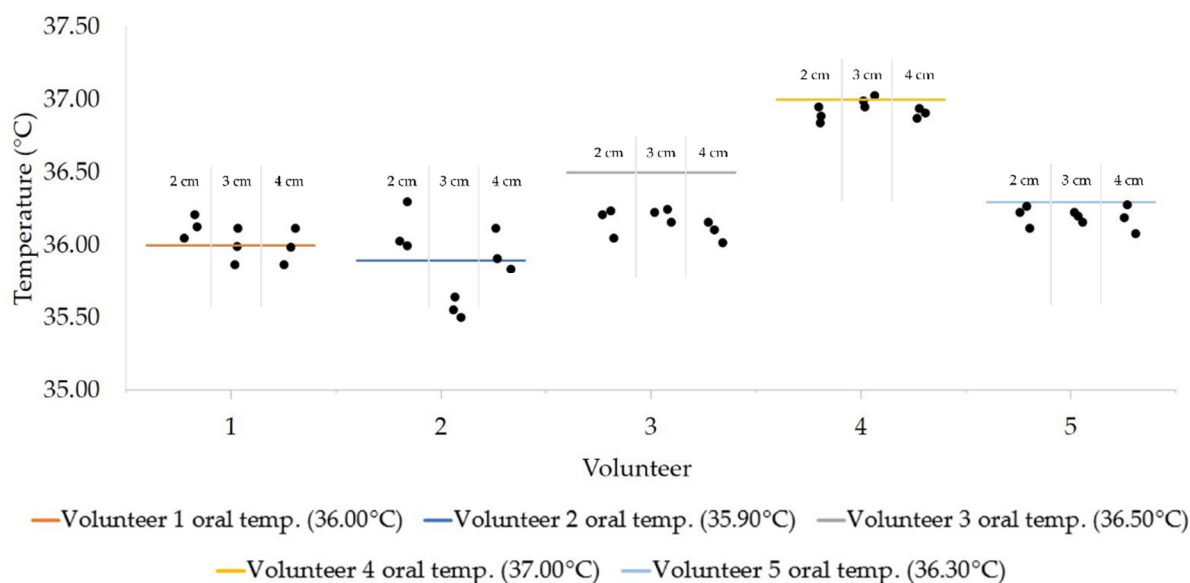 37.50
37.00
36.50
36.00
35.50
35.00
Temperature (°C)
2 cm 3 cm 4 cm
2 cm 3 cm 4 cm
2 cm 3 cm 4 cm
2 cm 3 cm 4 cm
2 cm 3 cm 4 cm
1 2 3 4 5
Volunteer
Volunteer 1 oral temp. (36.00°C) Volunteer 2 oral temp. (35.90°C) Volunteer 3 oral temp. (36.50°C)
Volunteer 4 oral temp. (37.00°C) Volunteer 5 oral temp. (36.30°C)